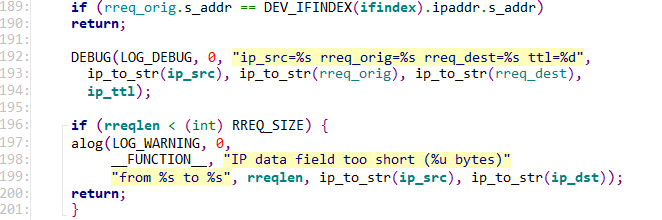 189: if (rreq_orig.s_addr == DEV_IFINDEX(ifindex).ipaddr.s_addr)
190: return;
191:
192: DEBUG(LOG_DEBUG, 0, "ip_src=%s rreq_orig=%s rreq_dest=%s ttl=%d",
193: ip_to_str(ip_src), ip_to_str(rreq_orig), ip_to_str(rreq_dest),
194: ip_ttl);
195:
196: if (rreqlen < (int) RREQ_SIZE) {
197: alog(LOG_WARNING, 0,
198: __FUNCTION__, "IP data field too short (%u bytes)"
199: "from %s to %s", rreqlen, ip_to_str(ip_src), ip_to_str(ip_dst));
200: return;
201: }